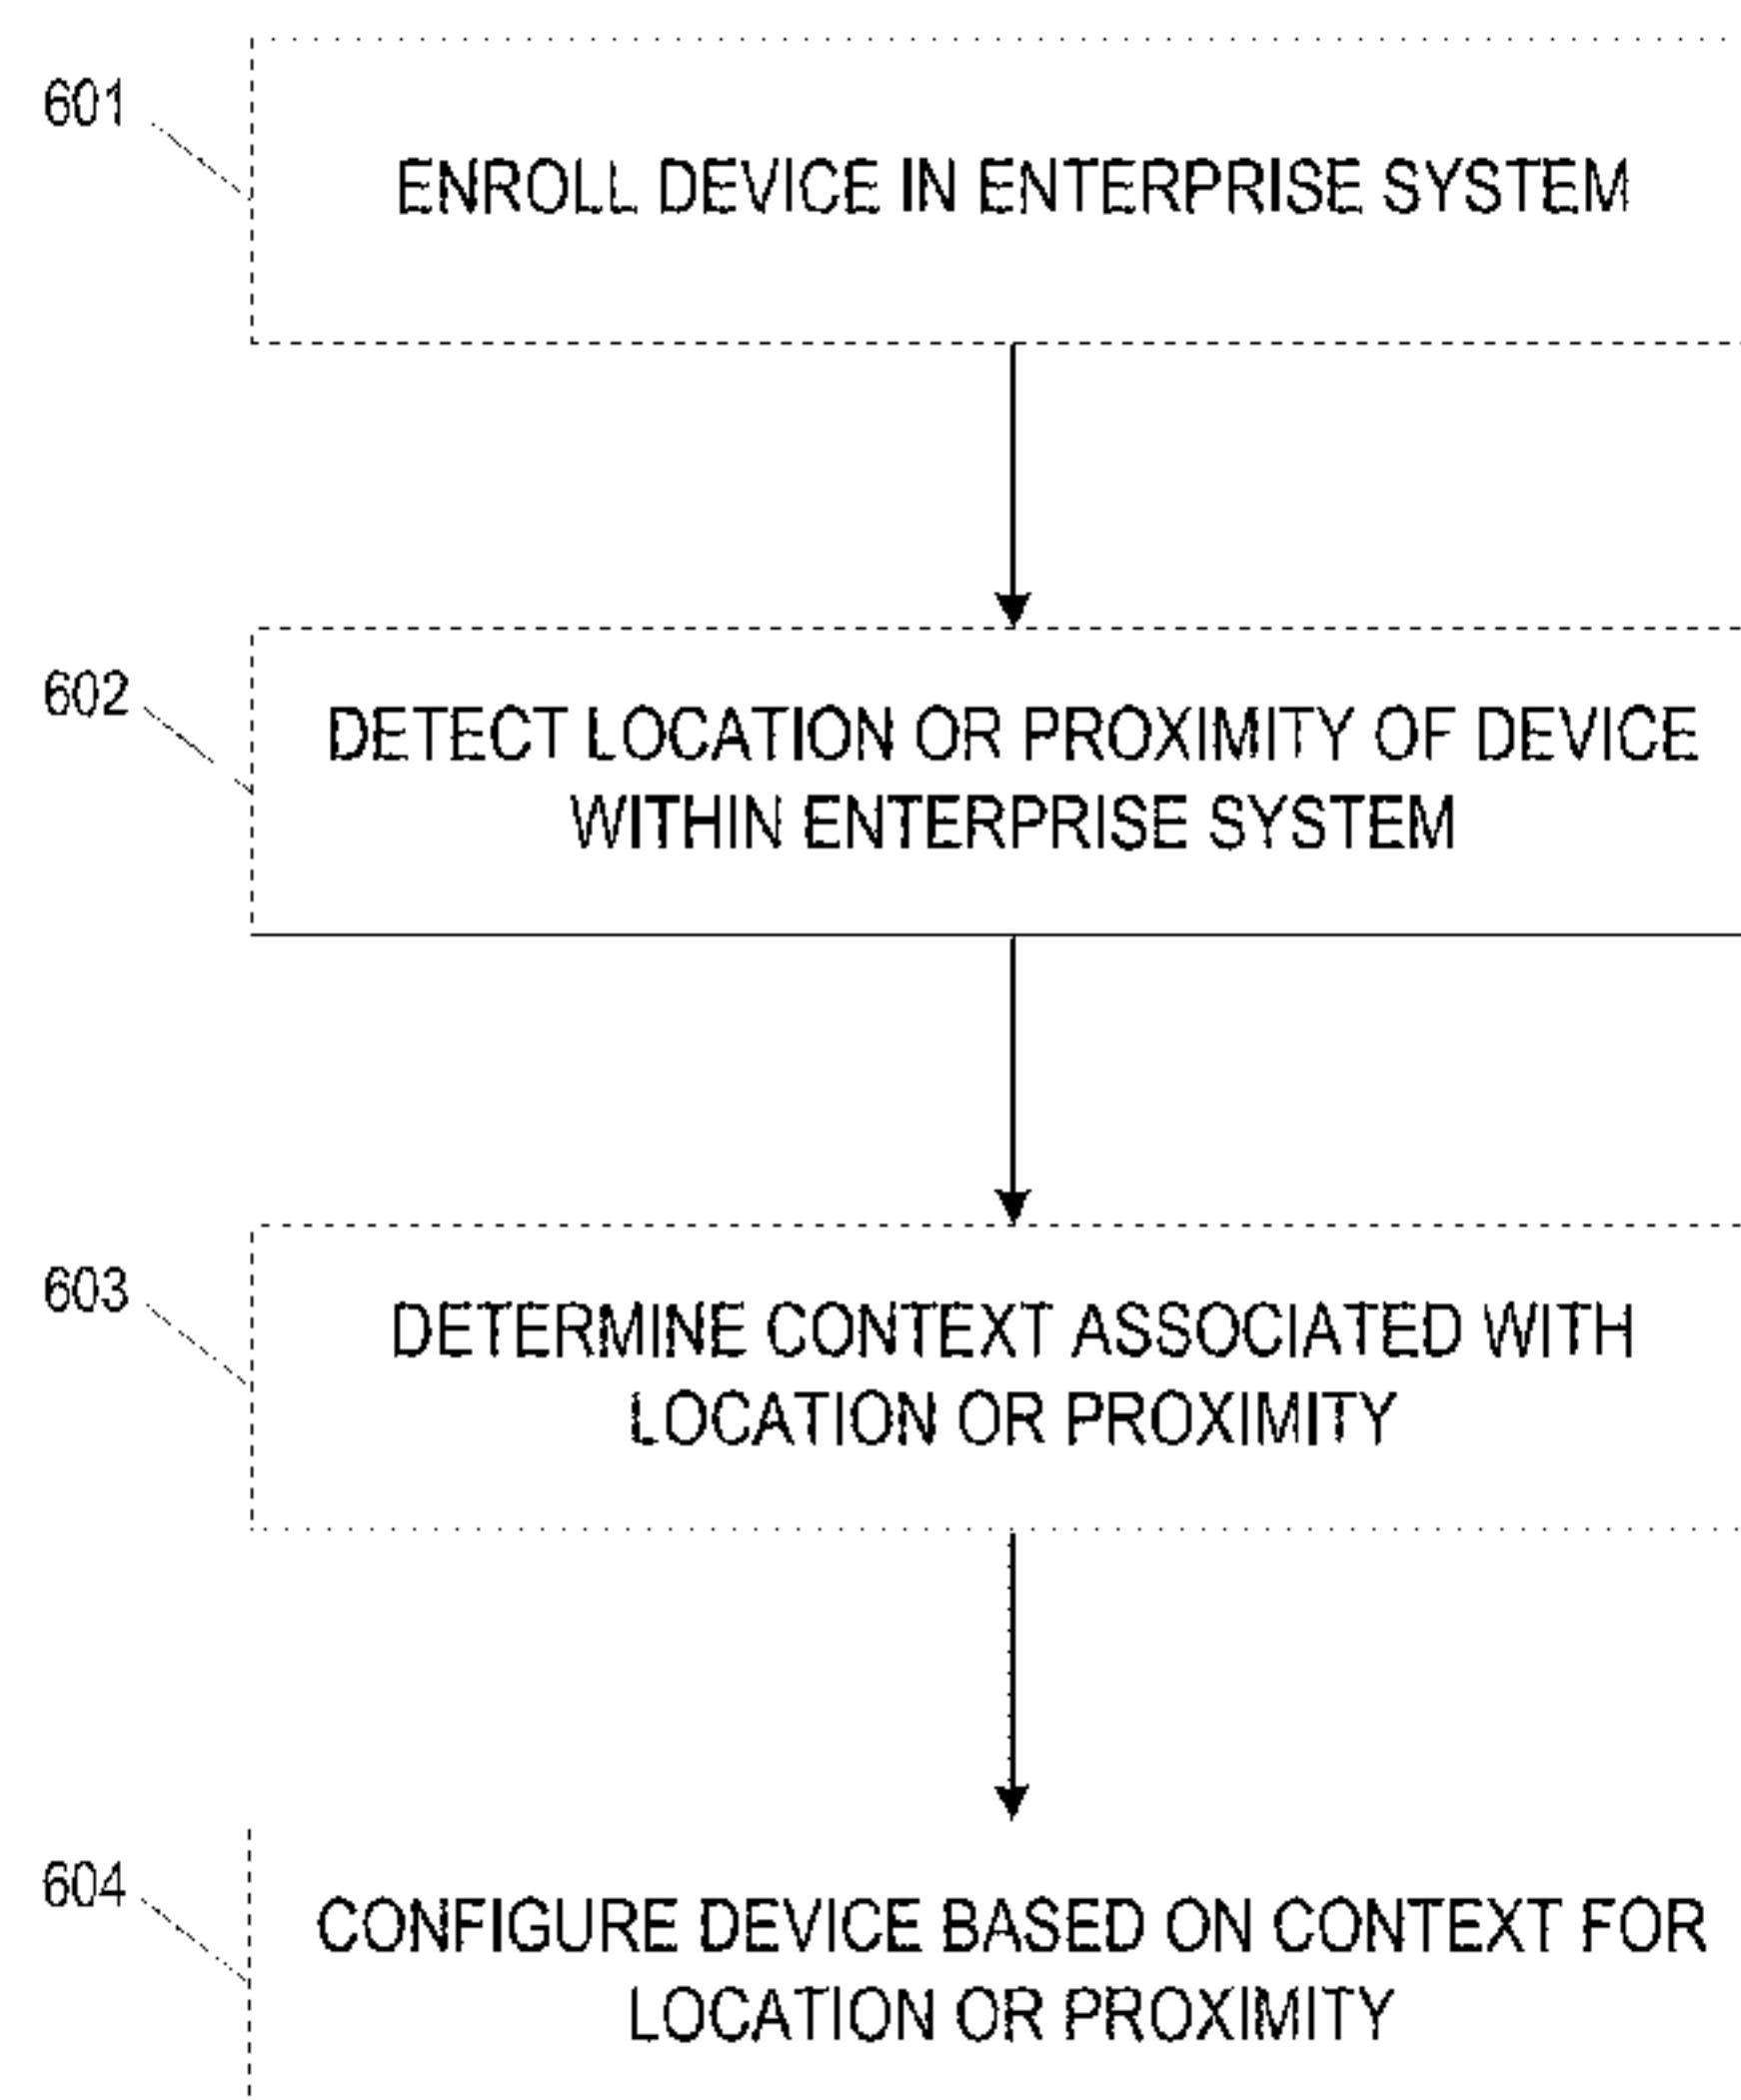 601
ENROLL DEVICE IN ENTERPRISE SYSTEM
602
DETECT LOCATION OR PROXIMITY OF DEVICE
WITHIN ENTERPRISE SYSTEM
603
DETERMINE CONTEXT ASSOCIATED WITH
LOCATION OR PROXIMITY
604
CONFIGURE DEVICE BASED ON CONTEXT FOR
LOCATION OR PROXIMITY